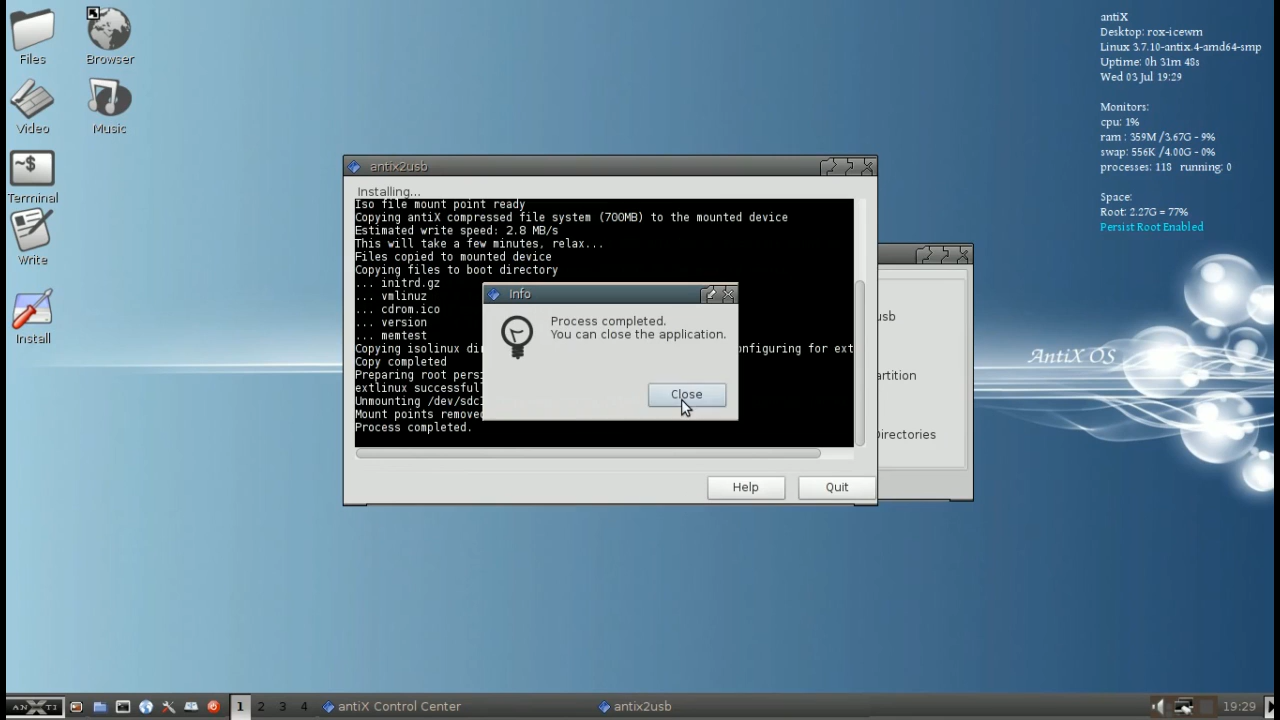 Files
Browser
Video
Music
~$
Terminal
Write
Install
antiX
Desktop: rox-icewm
Linux 3.7.10-antix.4-amd64-smp
Uptime: 0h 31m 48s
Wed 03 Jul 19:29
Monitors:
cpu: 1%
ram : 359M /3.67G - 9%
swap: 556K /4.00G - 0%
processes: 118 running: 0
Space:
Root: 2.27G = 77%
Persist Root Enabled
AntiX OS
antix2usb
Installing...
Iso file mount point ready
Copying antiX compressed file system (700MB) to the mounted device
Estimated write speed: 2.8 MB/s
This will take a few minutes, relax...
Files copied to mounted device
Copying files to boot directory
... initrd.gz
... vmlinuz
... cdrom.ico
... version
... memtest
Copying isolinux dir onfiguring for ext
Copy completed
Preparing root persi
extlinux successful
Unmounting /dev/sdc1
Mount points removed
Process completed.
Info
Process completed.
You can close the application.
Close
Help
Quit
usb
artition
Directories
ANXTI
1 2 3 4
antiX Control Center
antix2usb
19:29